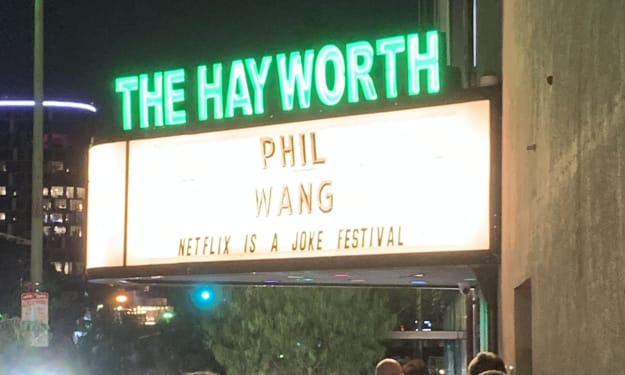 THE HAYWORTH
PHIL
WANG
NETFLIX IS A JOKE FESTIVAL